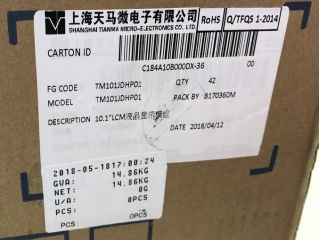 上海天马微电子有限公司 RoHS Q/TFQS 1-2014
SHANGHAI TIANMA MICRO-ELECTRONICS CO., LTD.
CARTON ID
C184A10B000DX-36 00
FG CODE TM101JDHP01 QTY 42
MODEL TM101JDHP01 PACK BY B170360M
DESCRIPTION 10.1"LCM液晶显示模组
DATE 2018/04/12
2018-05-18 17:00:24
GVA: 14.86KG
14.86KG
NET: 0G
U/A: 0PCS
PCS:
PCS: 0PCS